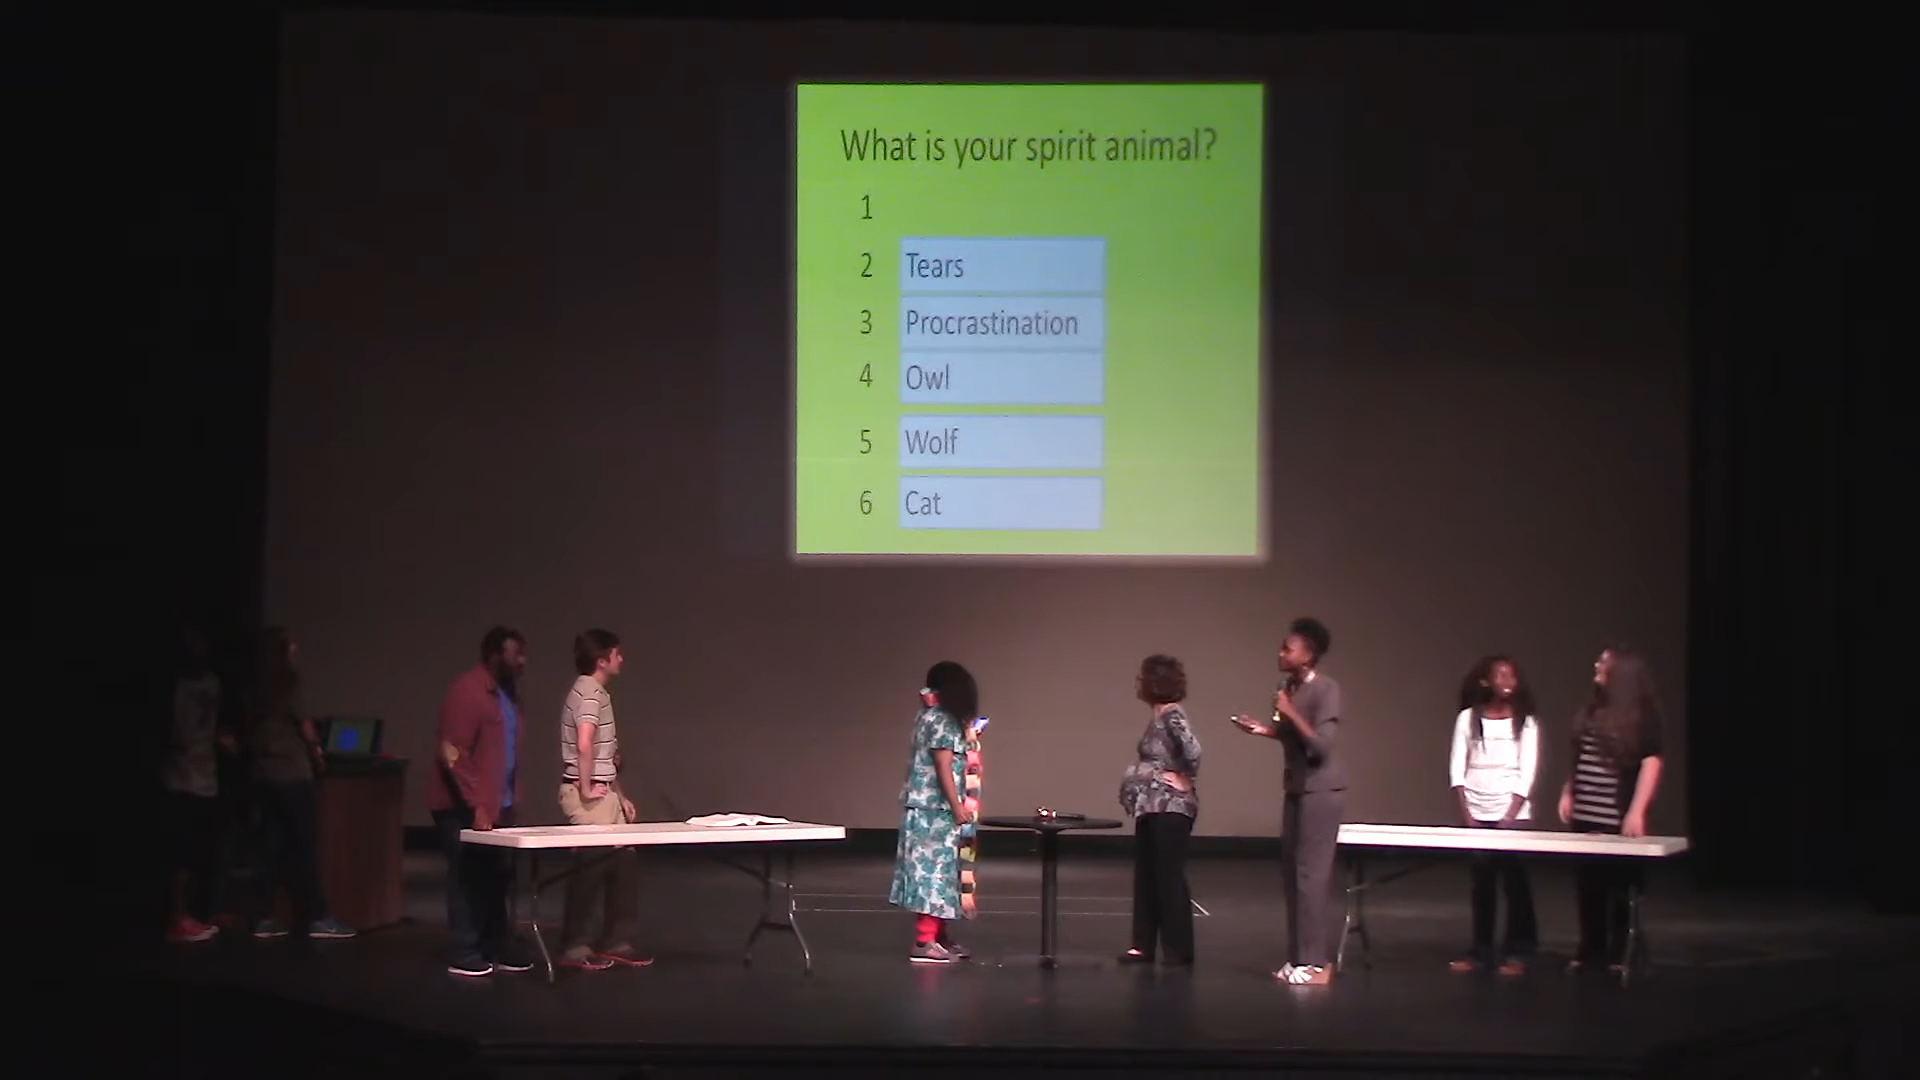 What is your spirit animal?
1
2 Tears
3 Procrastination
4 Owl
5 Wolf
6 Cat